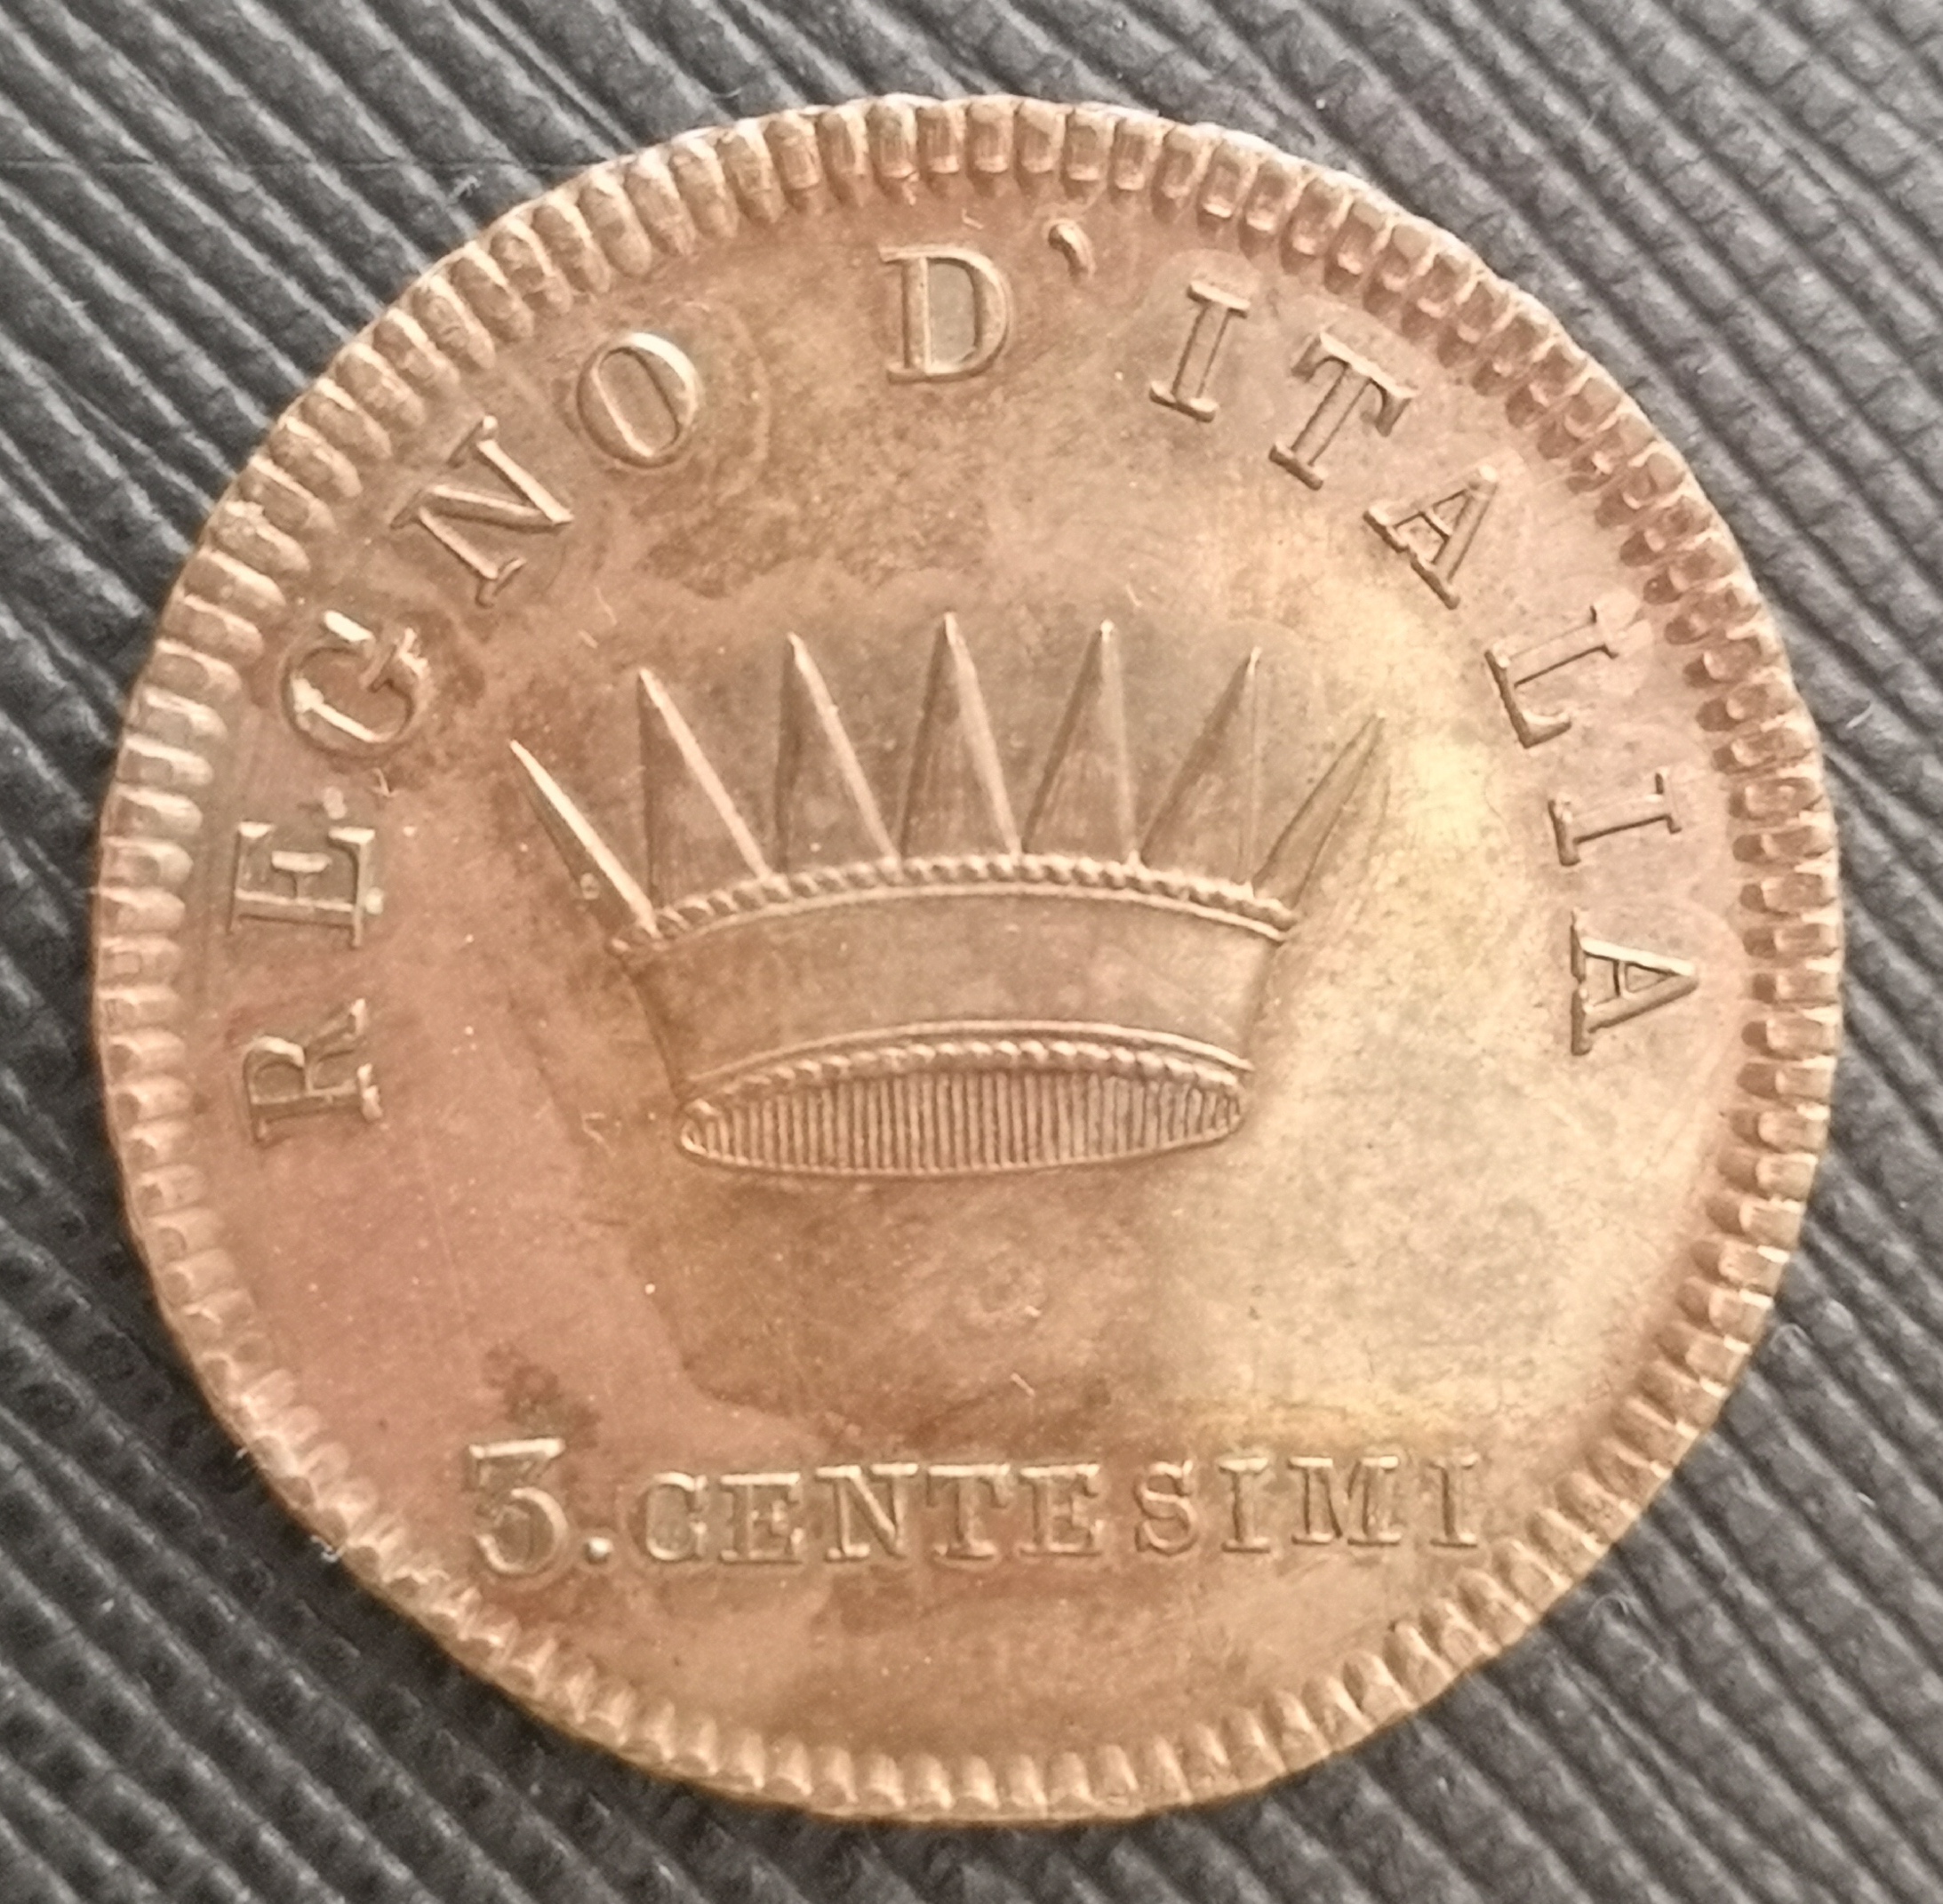 REGNO D'ITALIA
3.CENTESIMI